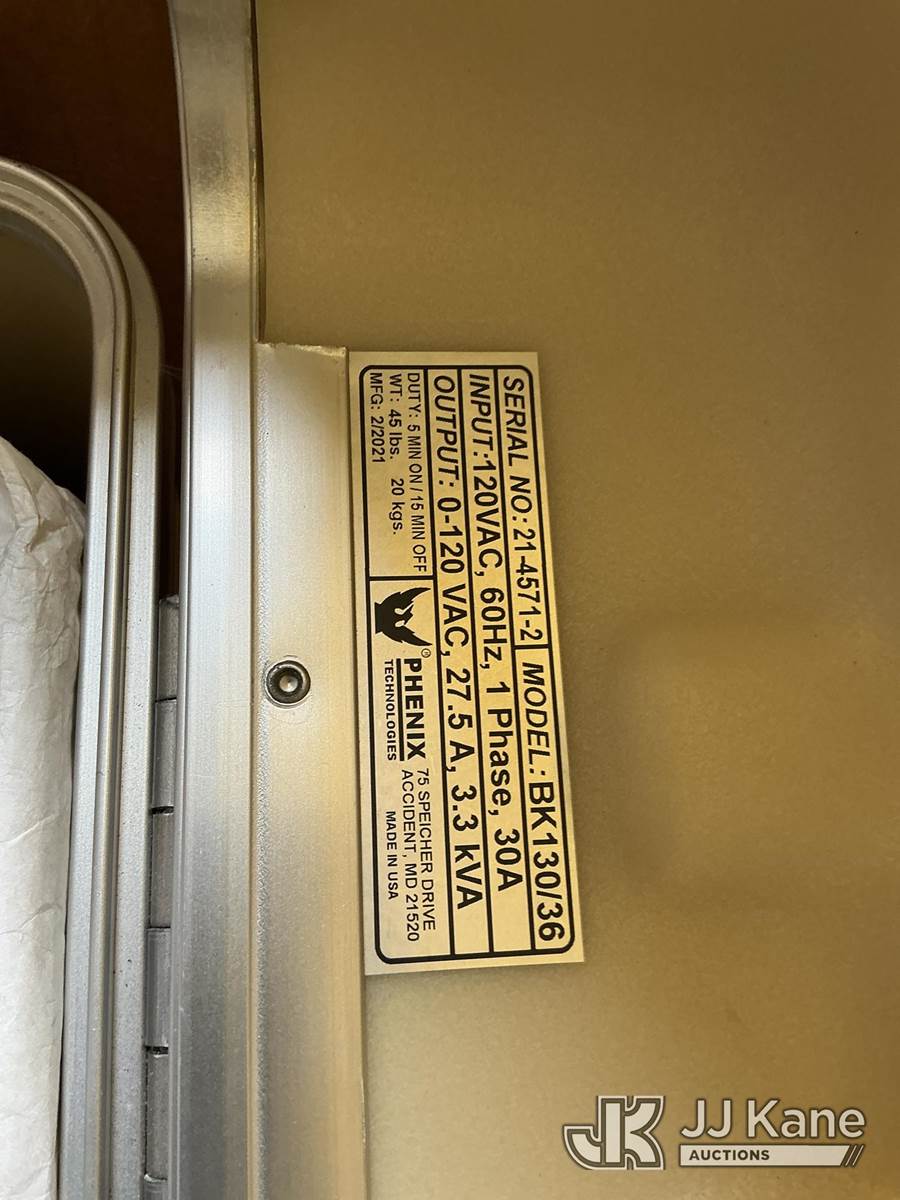 SERIAL NO: 21-4571-2 MODEL: BK130/36
INPUT:120VAC, 60Hz, 1 Phase, 30A
OUTPUT: 0-120 VAC, 27.5 A, 3.3 kVA
DUTY: 5 MIN ON / 15 MIN OFF
WT: 45 lbs. 20 kgs.
MFG: 2/2021
®PHENIX
TECHNOLOGIES
75 SPEICHER DRIVE
ACCIDENT, MD 21520
MADE IN USA
JK JJ Kane
AUCTIONS